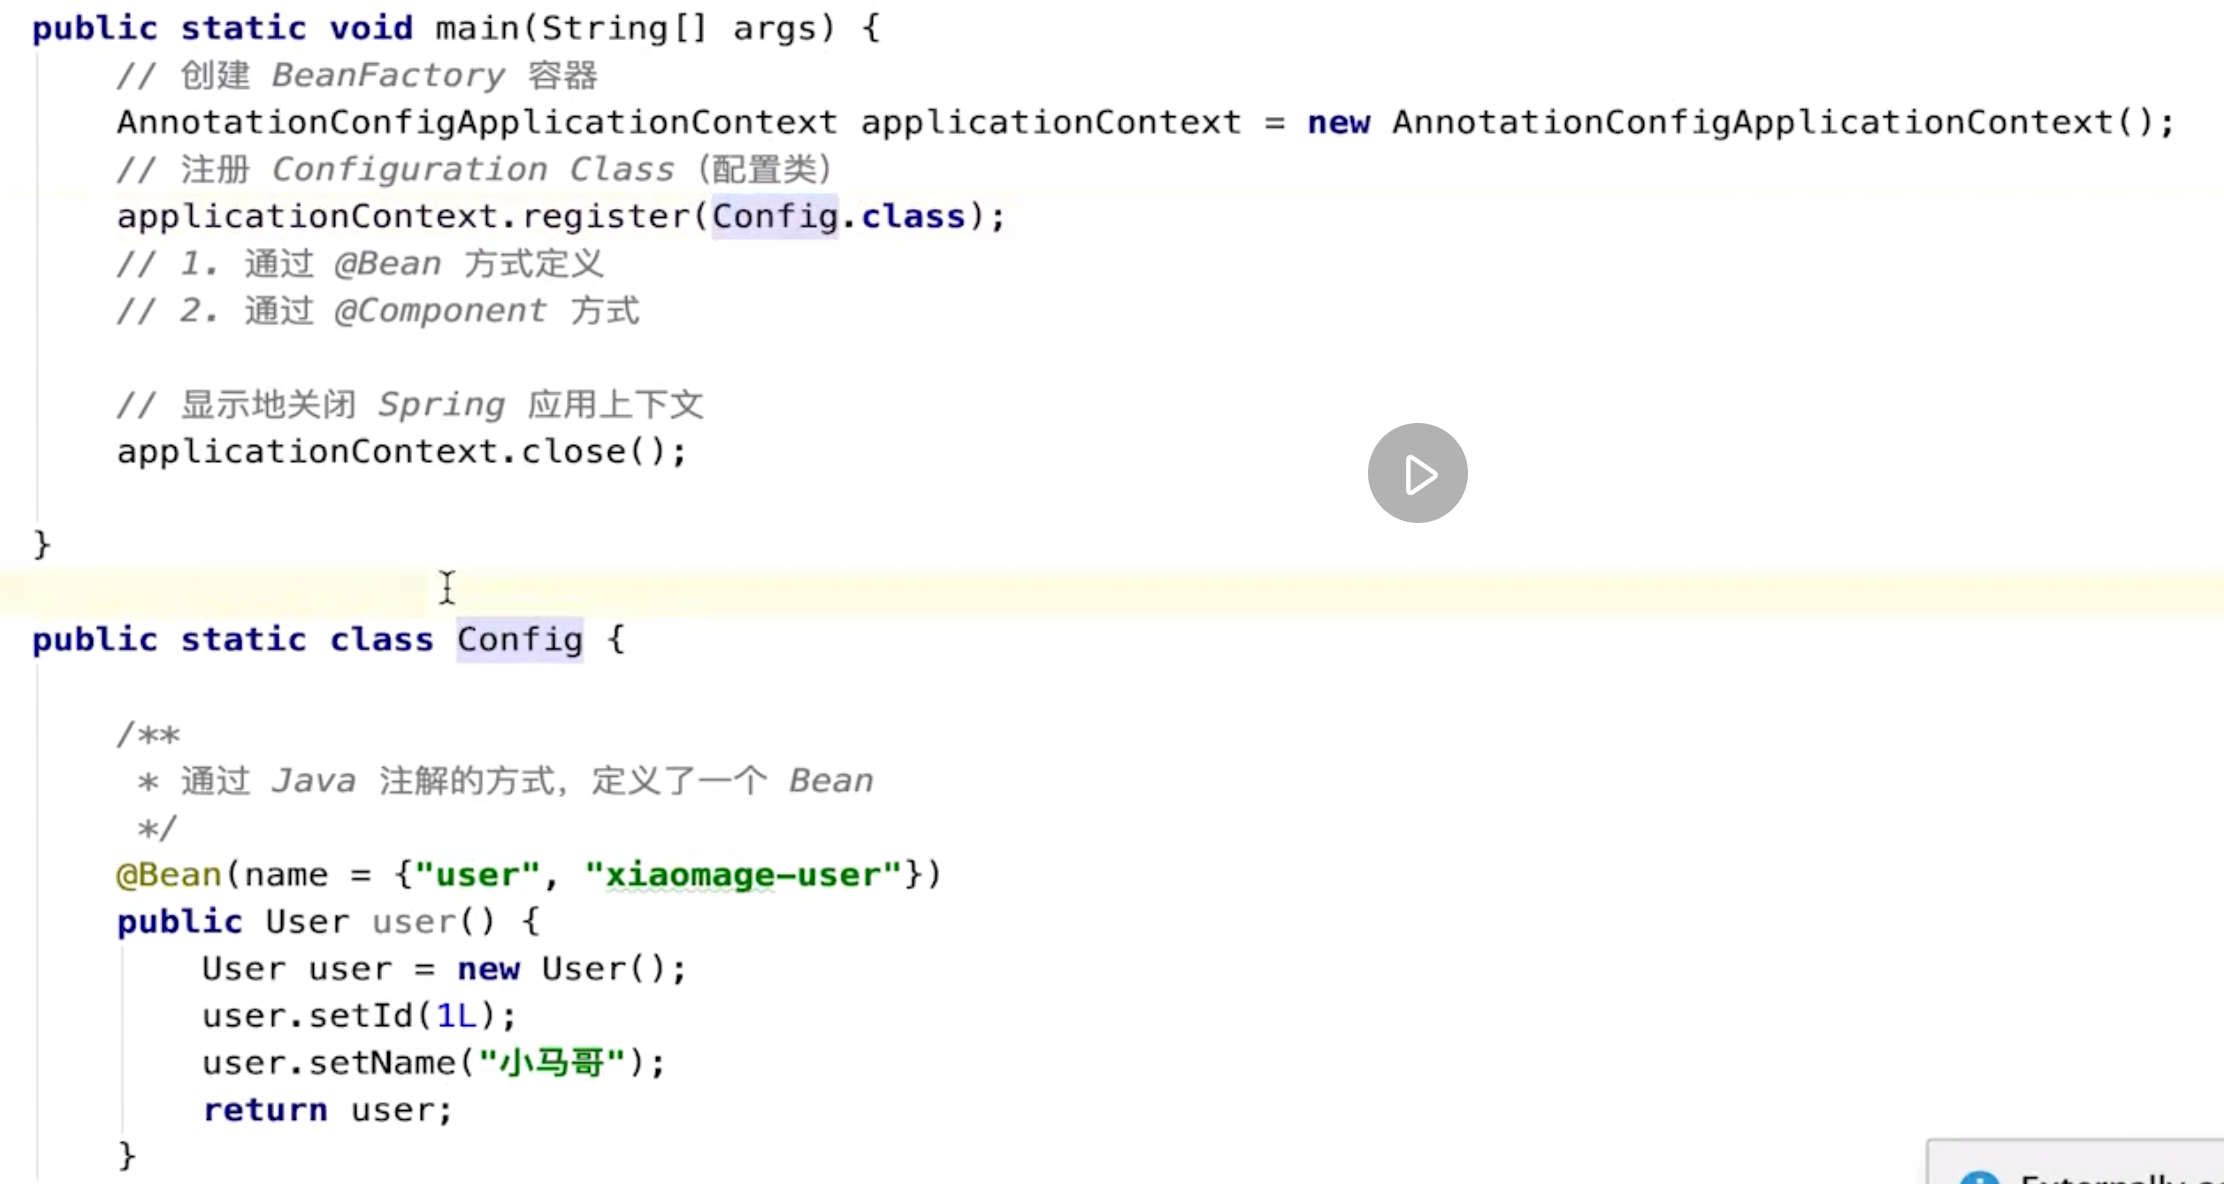 public static void main(String[] args) {
// 创建 BeanFactory 容器
AnnotationConfigApplicationContext applicationContext = new AnnotationConfigApplicationContext();
// 注册 Configuration Class（配置类）
applicationContext.register(Config.class);
// 1. 通过 @Bean 方式定义
// 2. 通过 @Component 方式
// 显示地关闭 Spring 应用上下文
applicationContext.close();
}
public static class Config {
/**
* 通过 Java 注解的方式，定义了一个 Bean
*/
@Bean(name = {"user", "xiaomage-user"})
public User user() {
User user = new User();
user.setId(1L);
user.setName("小马哥");
return user;
}